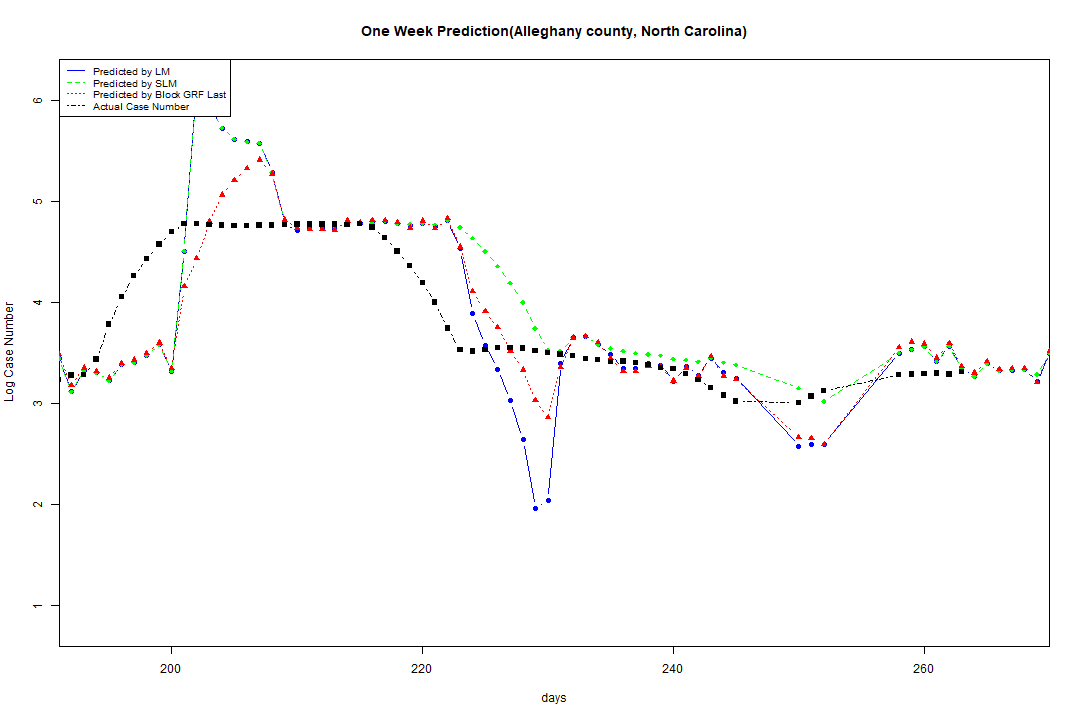 One Week Prediction(Alleghany county, North Carolina)
Predicted by LM
Predicted by SLM
Predicted by Block GRF Last
Actual Case Number
Log Case Number
6
5
4
3
2
1
200
220
240
260
days